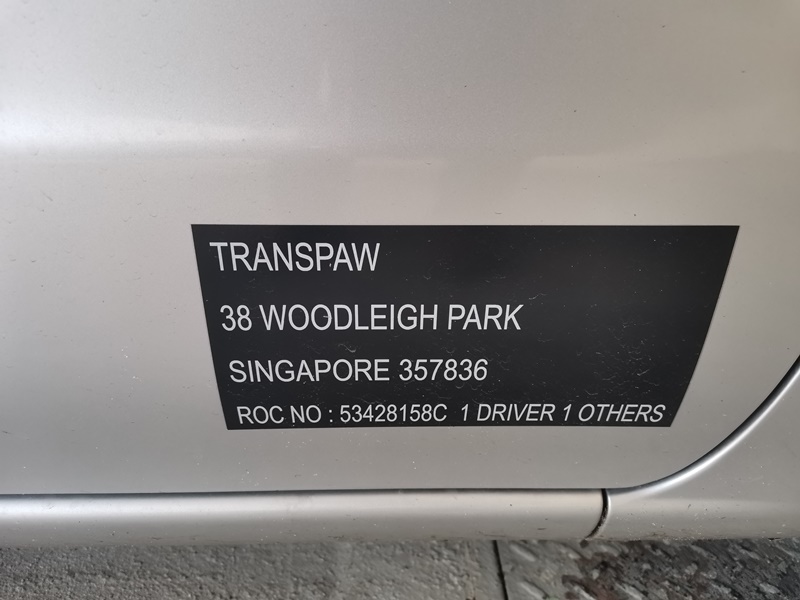 TRANSPAW
38 WOODLEIGH PARK
SINGAPORE 357836
ROC NO : 53428158C 1 DRIVER 1 OTHERS